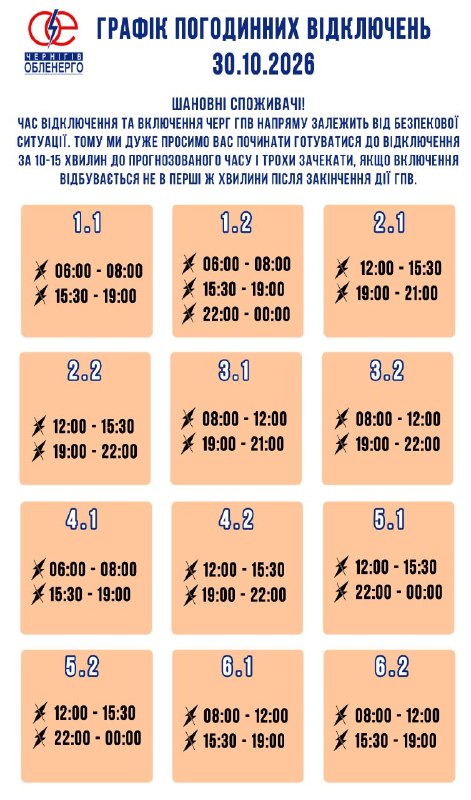 ЧЕРНІГІВ
ОБЛЕНЕРГО
ГРАФІК ПОГОДИННИХ ВІДКЛЮЧЕНЬ
30.10.2026
ШАНОВНІ СПОЖИВАЧІ!
ЧАС ВІДКЛЮЧЕННЯ ТА ВКЛЮЧЕННЯ ЧЕРГ ГПВ НАПРЯМУ ЗАЛЕЖИТЬ ВІД БЕЗПЕКОВОЇ
СИТУАЦІЇ. ТОМУ МИ ДУЖЕ ПРОСИМО ВАС ПОЧИНАТИ ГОТУВАТИСЯ ДО ВІДКЛЮЧЕННЯ
ЗА 10-15 ХВИЛИН ДО ПРОГНОЗОВАНОГО ЧАСУ І ТРОХИ ЗАЧЕКАТИ, ЯКЩО ВКЛЮЧЕННЯ
ВІДБУВАЄТЬСЯ НЕ В ПЕРШІ Ж ХВИЛИНИ ПІСЛЯ ЗАКІНЧЕННЯ ДІЇ ГПВ.
1.1
06:00 - 08:00
15:30 - 19:00
1.2
06:00 - 08:00
15:30 - 19:00
22:00 - 00:00
2.1
12:00 - 15:30
19:00 - 21:00
2.2
12:00 - 15:30
19:00 - 22:00
3.1
08:00 - 12:00
19:00 - 21:00
3.2
08:00 - 12:00
19:00 - 22:00
4.1
06:00 - 08:00
15:30 - 19:00
4.2
12:00 - 15:30
19:00 - 22:00
5.1
12:00 - 15:30
22:00 - 00:00
5.2
12:00 - 15:30
22:00 - 00:00
6.1
08:00 - 12:00
15:30 - 19:00
6.2
08:00 - 12:00
15:30 - 19:00